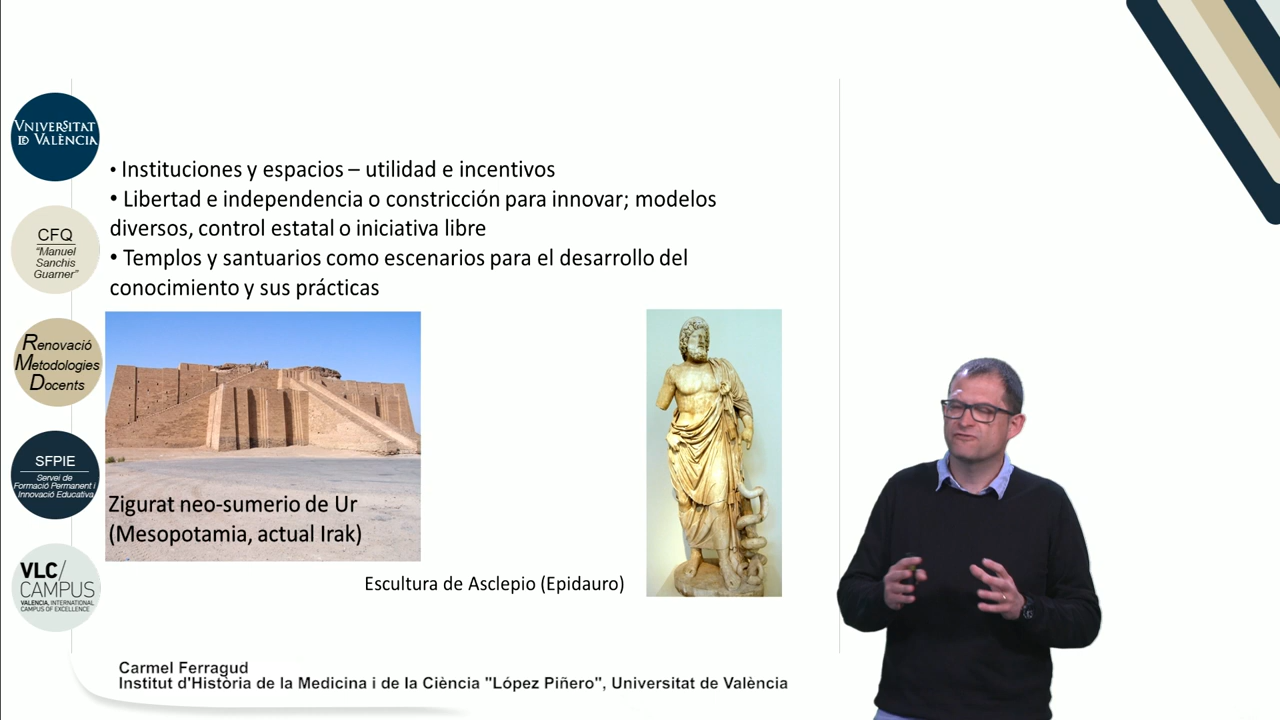 VNIVERSITAT
ID VALÈNCIA
CFQ
"Manuel
Sanchis
Guarner"
Renovació
Metodologies
Docents
SFPIE
Servei de
Formació Permanent i
Innovació Educativa
VLC/
CAMPUS
VALENCIA, INTERNATIONAL
CAMPUS OF EXCELLENCE
• Instituciones y espacios – utilidad e incentivos
• Libertad e independencia o constricción para innovar; modelos
diversos, control estatal o iniciativa libre
• Templos y santuarios como escenarios para el desarrollo del
conocimiento y sus prácticas
Zigurat neo-sumerio de Ur
(Mesopotamia, actual Irak)
Escultura de Asclepio (Epidauro)
Carmel Ferragud
Institut d'Història de la Medicina i de la Ciència "López Piñero", Universitat de València